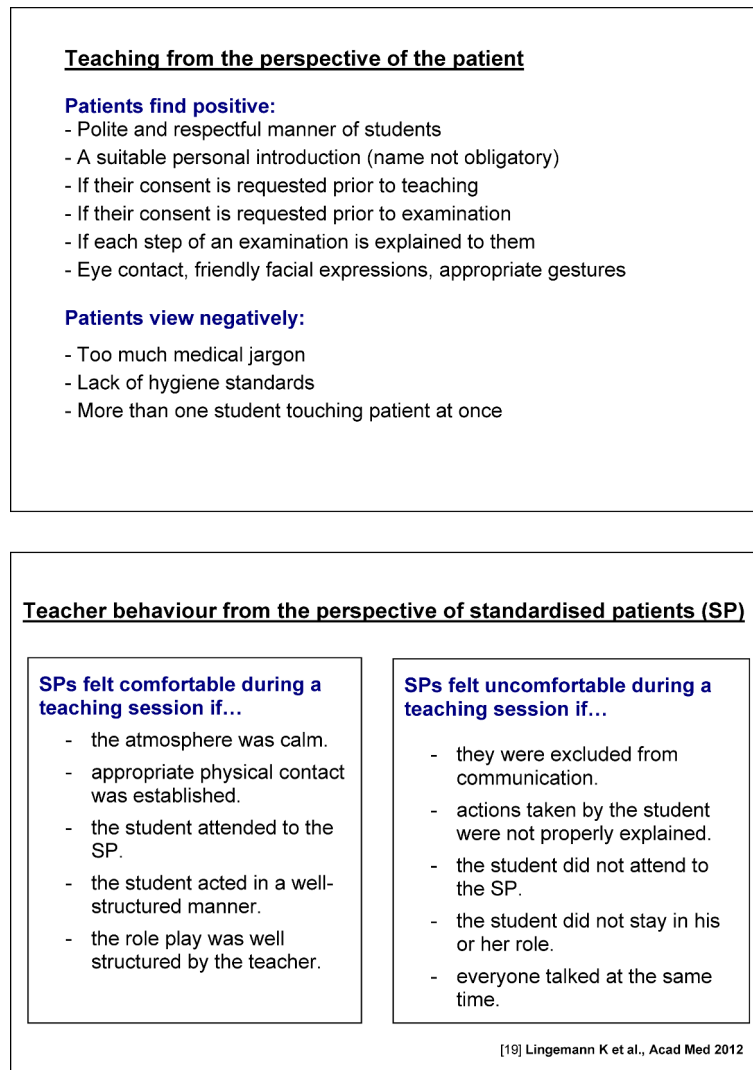 Teaching from the perspective of the patient
Patients find positive:
- Polite and respectful manner of students
- A suitable personal introduction (name not obligatory)
- If their consent is requested prior to teaching
- If their consent is requested prior to examination
- If each step of an examination is explained to them
- Eye contact, friendly facial expressions, appropriate gestures
Patients view negatively:
- Too much medical jargon
- Lack of hygiene standards
- More than one student touching patient at once
Teacher behaviour from the perspective of standardised patients (SP)
SPs felt comfortable during a
teaching session if…
- the atmosphere was calm.
- appropriate physical contact
was established.
- the student attended to the
SP.
- the student acted in a well-
structured manner.
- the role play was well
structured by the teacher.
SPs felt uncomfortable during a
teaching session if…
- they were excluded from
communication.
- actions taken by the student
were not properly explained.
- the student did not attend to
the SP.
- the student did not stay in his
or her role.
- everyone talked at the same
time.
[19] Lingemann K et al., Acad Med 2012